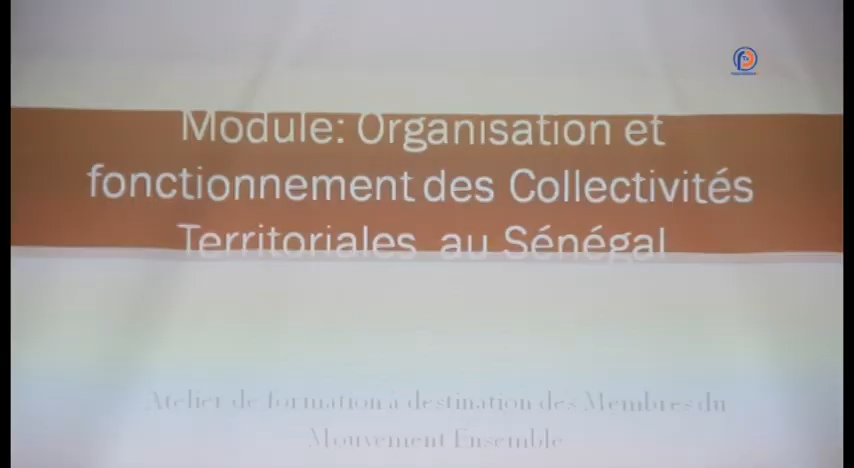 Module: Organisation et
fonctionnement des Collectivités
Territoriales au Sénégal
Atelier de formation à destination des Membres du
Mouvement Ensemble